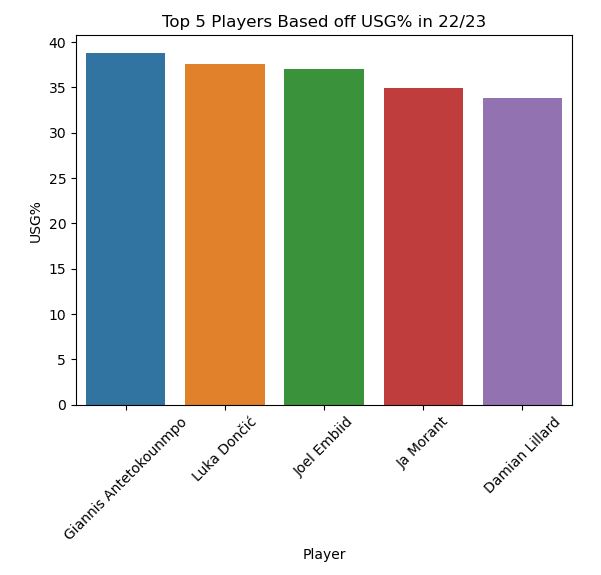 Top 5 Players Based off USG% in 22/23
40
35
30
25
20
15
10
5
0
USG%
Giannis Antetokounmpo
Luka Dončić
Joel Embiid
Ja Morant
Damian Lillard
Player